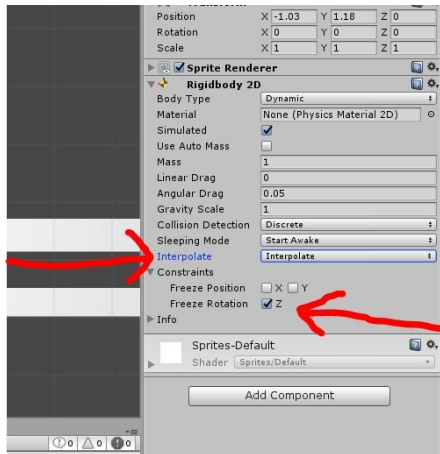 Position X -1.03 Y 1.18 Z 0
Rotation X 0 Y 0 Z 0
Scale X 1 Y 1 Z 1
Sprite Renderer
Rigidbody 2D
Body Type Dynamic
Material None (Physics Material 2D)
Simulated
Use Auto Mass
Mass 1
Linear Drag 0
Angular Drag 0.05
Gravity Scale 1
Collision Detection Discrete
Sleeping Mode Start Awake
Interpolate Interpolate
Constraints
Freeze Position X Y
Freeze Rotation Z
Info
Sprites-Default
Shader Sprites/Default
Add Component
0 0 0